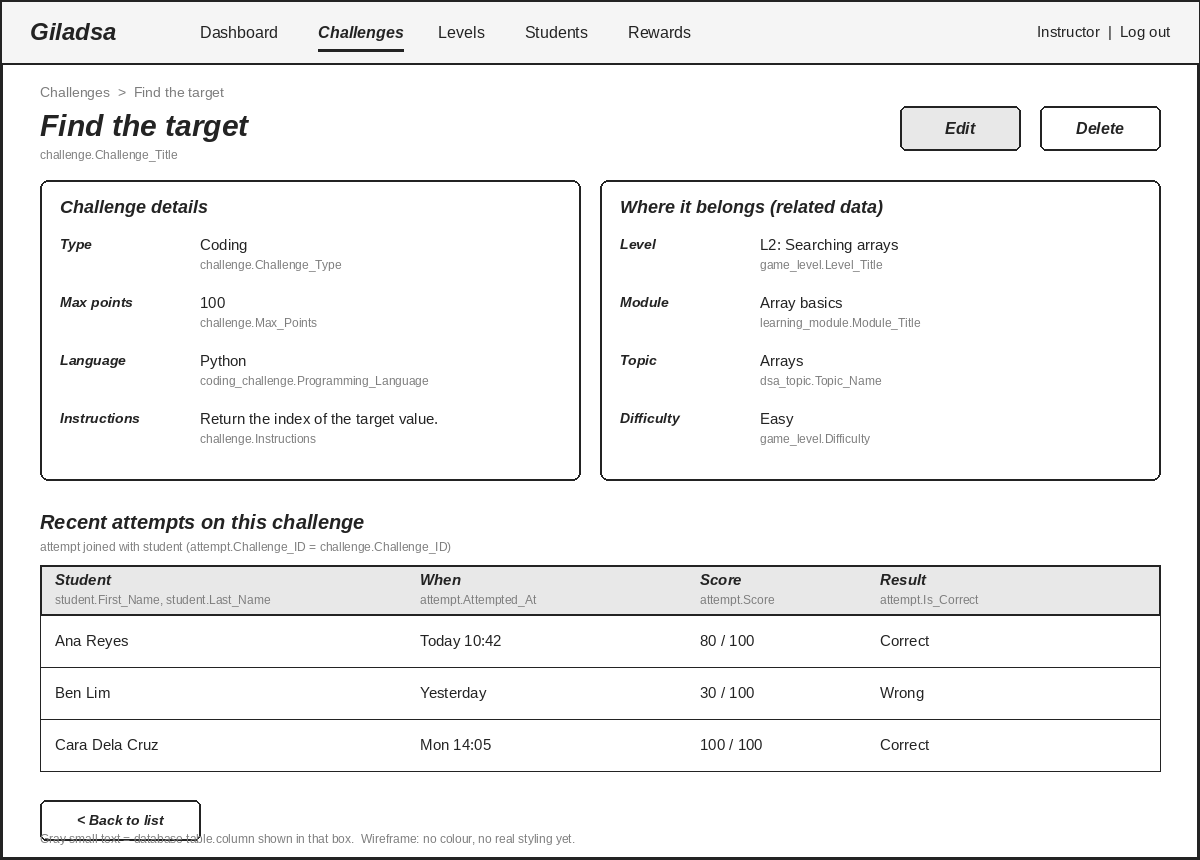 Giladsa Dashboard Challenges Levels Students Rewards Instructor | Log out
Challenges > Find the target
Find the target
Edit Delete
challenge.Challenge_Title
Challenge details
Type Coding
challenge.Challenge_Type
Max points 100
challenge.Max_Points
Language Python
coding_challenge.Programming_Language
Instructions Return the index of the target value.
challenge.Instructions
Where it belongs (related data)
Level L2: Searching arrays
game_level.Level_Title
Module Array basics
learning_module.Module_Title
Topic Arrays
dsa_topic.Topic_Name
Difficulty Easy
game_level.Difficulty
Recent attempts on this challenge
attempt joined with student (attempt.Challenge_ID = challenge.Challenge_ID)
Student When Score Result
student.First_Name, student.Last_Name attempt.Attempted_At attempt.Score attempt.Is_Correct
Ana Reyes Today 10:42 80 / 100 Correct
Ben Lim Yesterday 30 / 100 Wrong
Cara Dela Cruz Mon 14:05 100 / 100 Correct
< Back to list
Gray small text = database table.column shown in that box. Wireframe: no colour, no real styling yet.